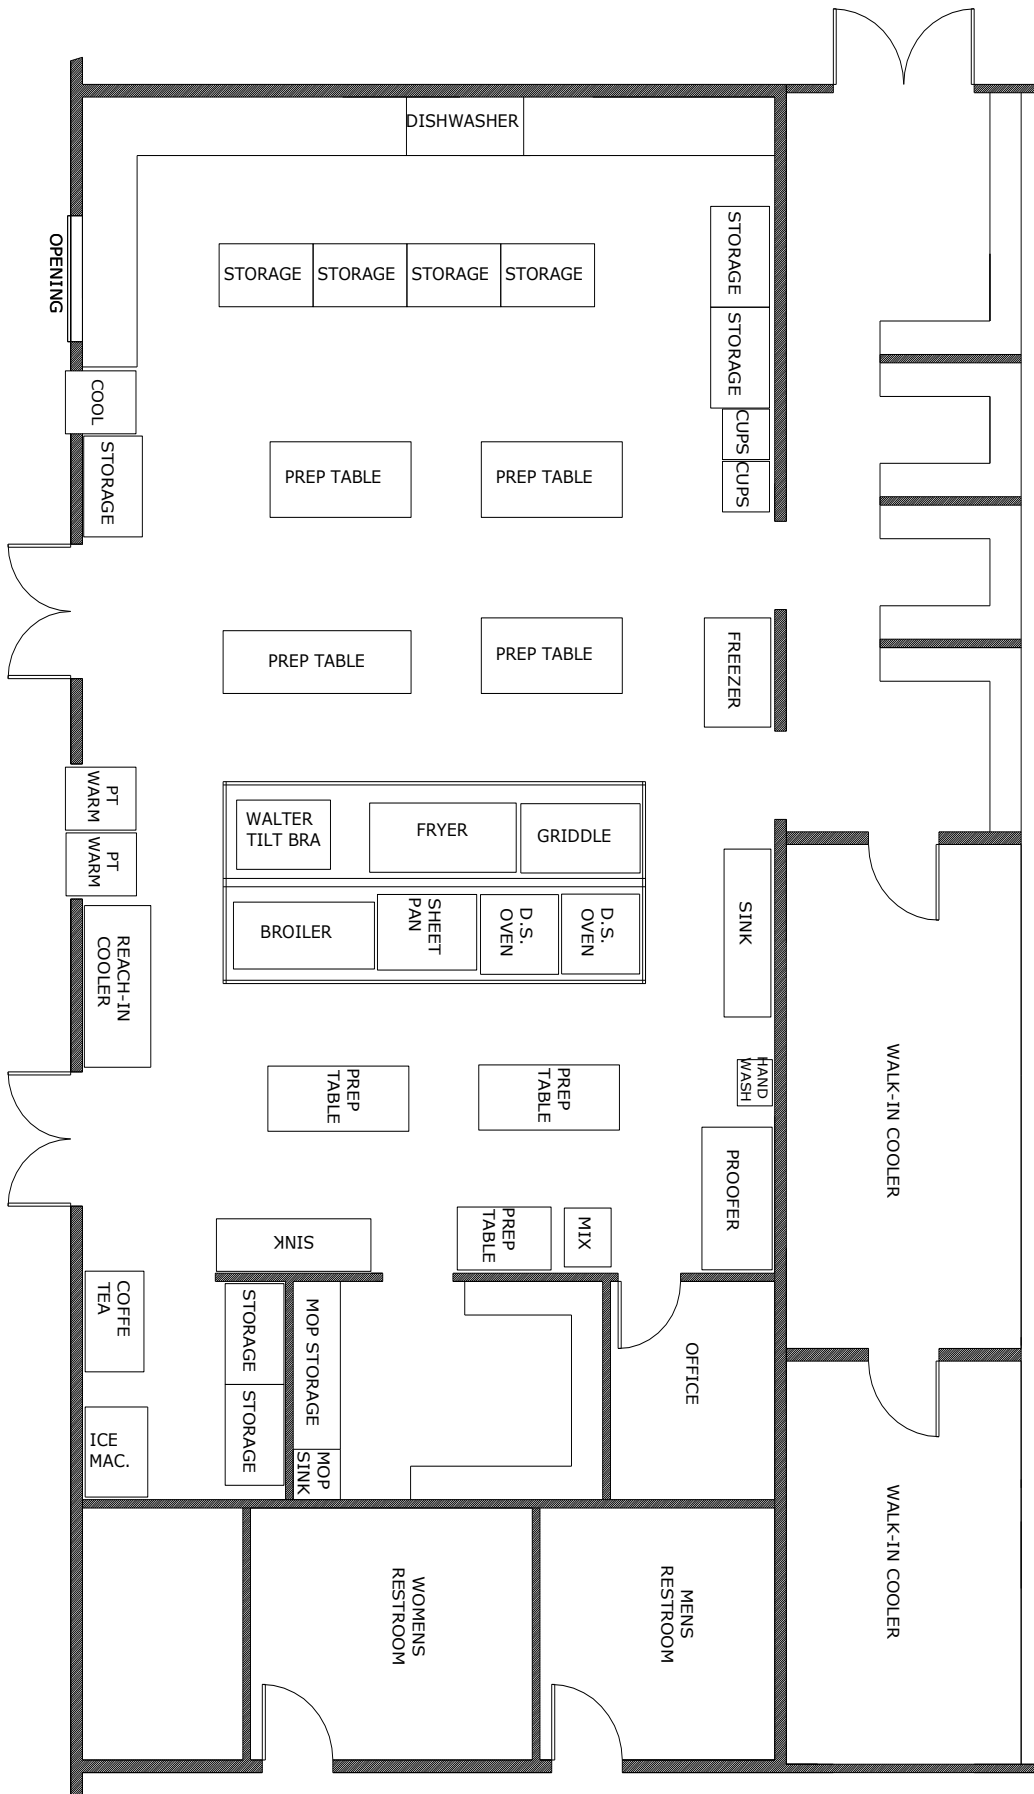 DISHWASHER
OPENING
STORAGE
STORAGE
STORAGE
STORAGE
STORAGE
STORAGE
COOL
STORAGE
CUPS
CUPS
PREP TABLE
PREP TABLE
PREP TABLE
PREP TABLE
FREEZER
PT
WARM
PT
WARM
WALTER
TILT BRA
FRYER
GRIDDLE
BROILER
SHEET
PAN
D.S.
OVEN
D.S.
OVEN
SINK
REACH-IN
COOLER
HAND
WASH
PREP
TABLE
PREP
TABLE
WALK-IN COOLER
PROOFER
SINK
PREP
TABLE
MIX
COFFE
TEA
STORAGE
MOP STORAGE
OFFICE
ICE
MAC.
STORAGE
MOP
SINK
WALK-IN COOLER
WOMENS
RESTROOM
MENS
RESTROOM